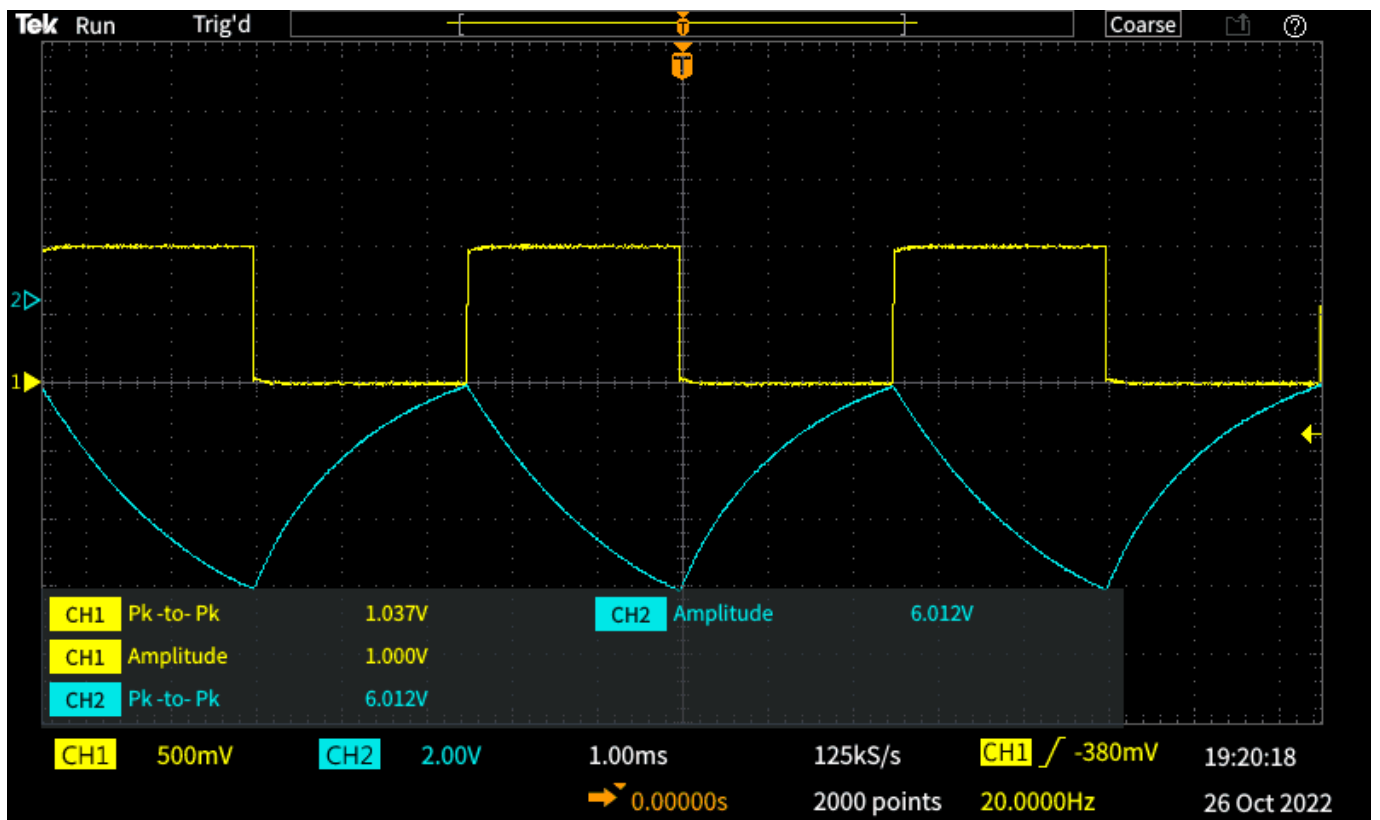 Tek Run Trig'd T Coarse ?
T
2
1
CH1 Pk-to-Pk 1.037V CH2 Amplitude 6.012V
CH1 Amplitude 1.000V
CH2 Pk-to-Pk 6.012V
CH1 500mV CH2 2.00V 1.00ms 125kS/s CH1 -380mV 19:20:18
0.00000s 2000 points 20.0000Hz 26 Oct 2022